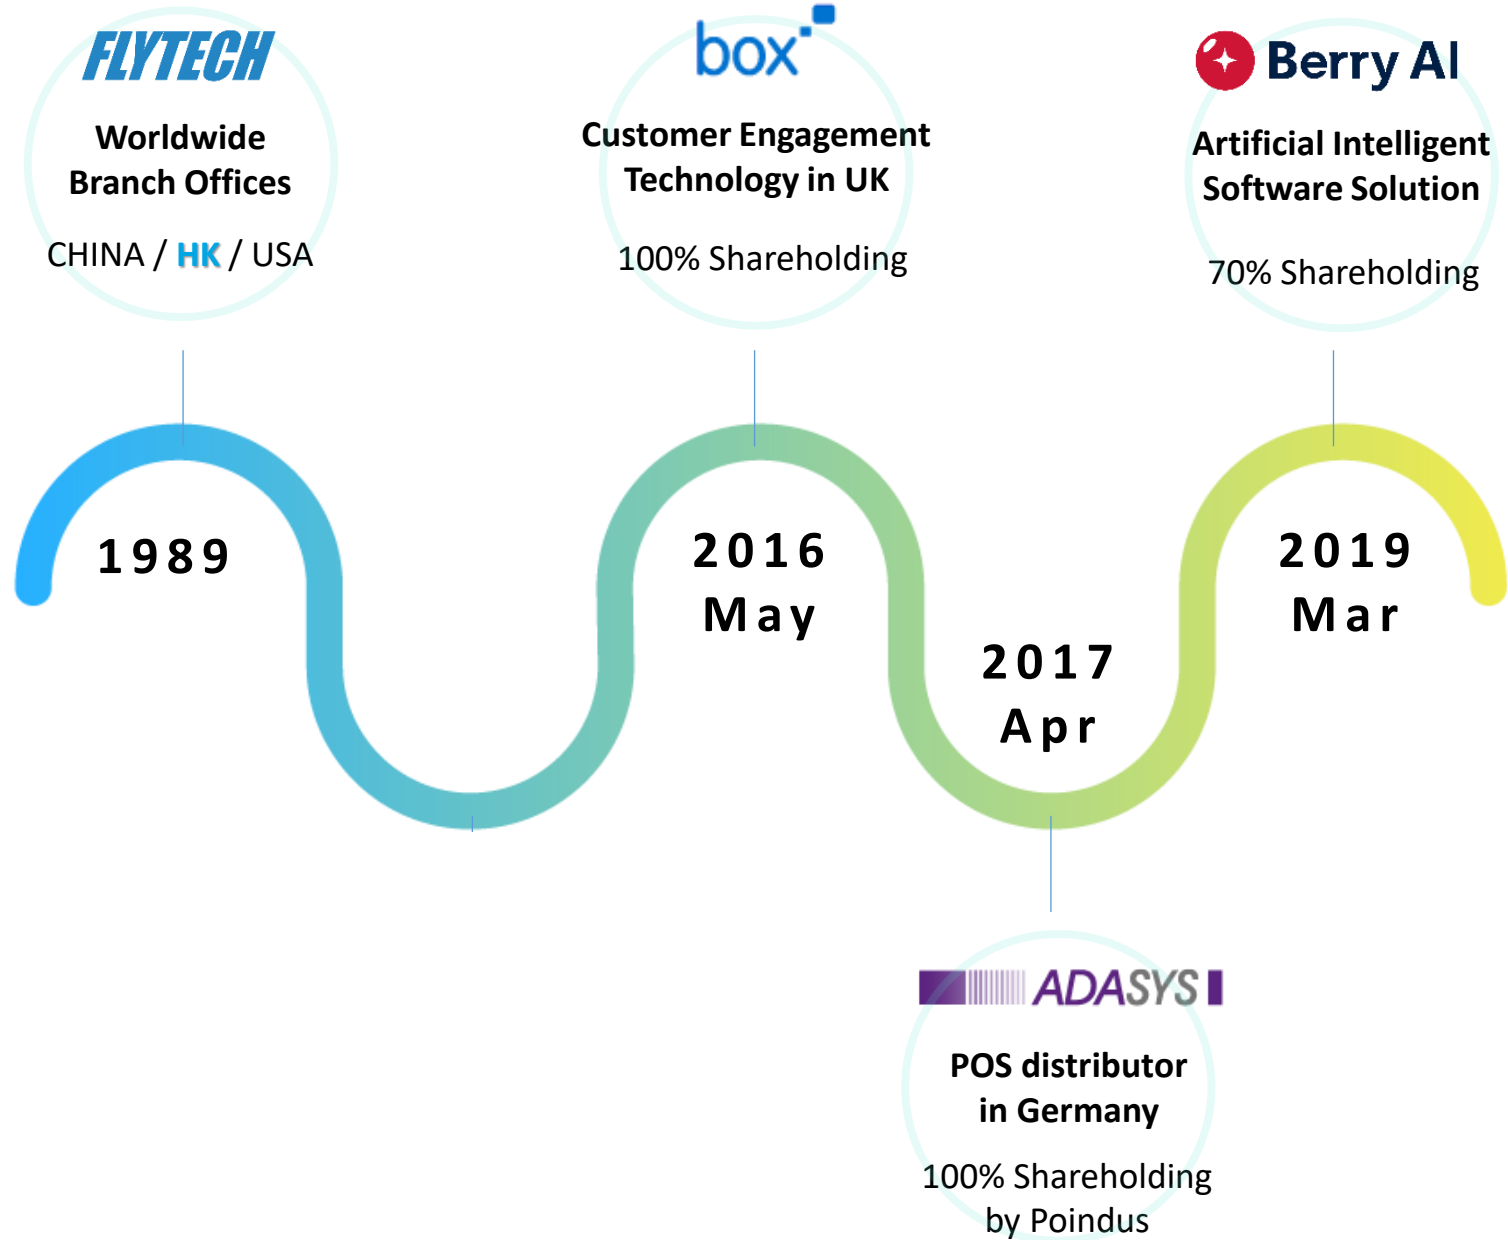 FLYTECH
Worldwide
Branch Offices
CHINA / HK / USA
1989
box
Customer Engagement
Technology in UK
100% Shareholding
2016
May
2017
Apr
ADASYS
POS distributor
in Germany
100% Shareholding
by Poindus
Berry AI
Artificial Intelligent
Software Solution
70% Shareholding
2019
Mar